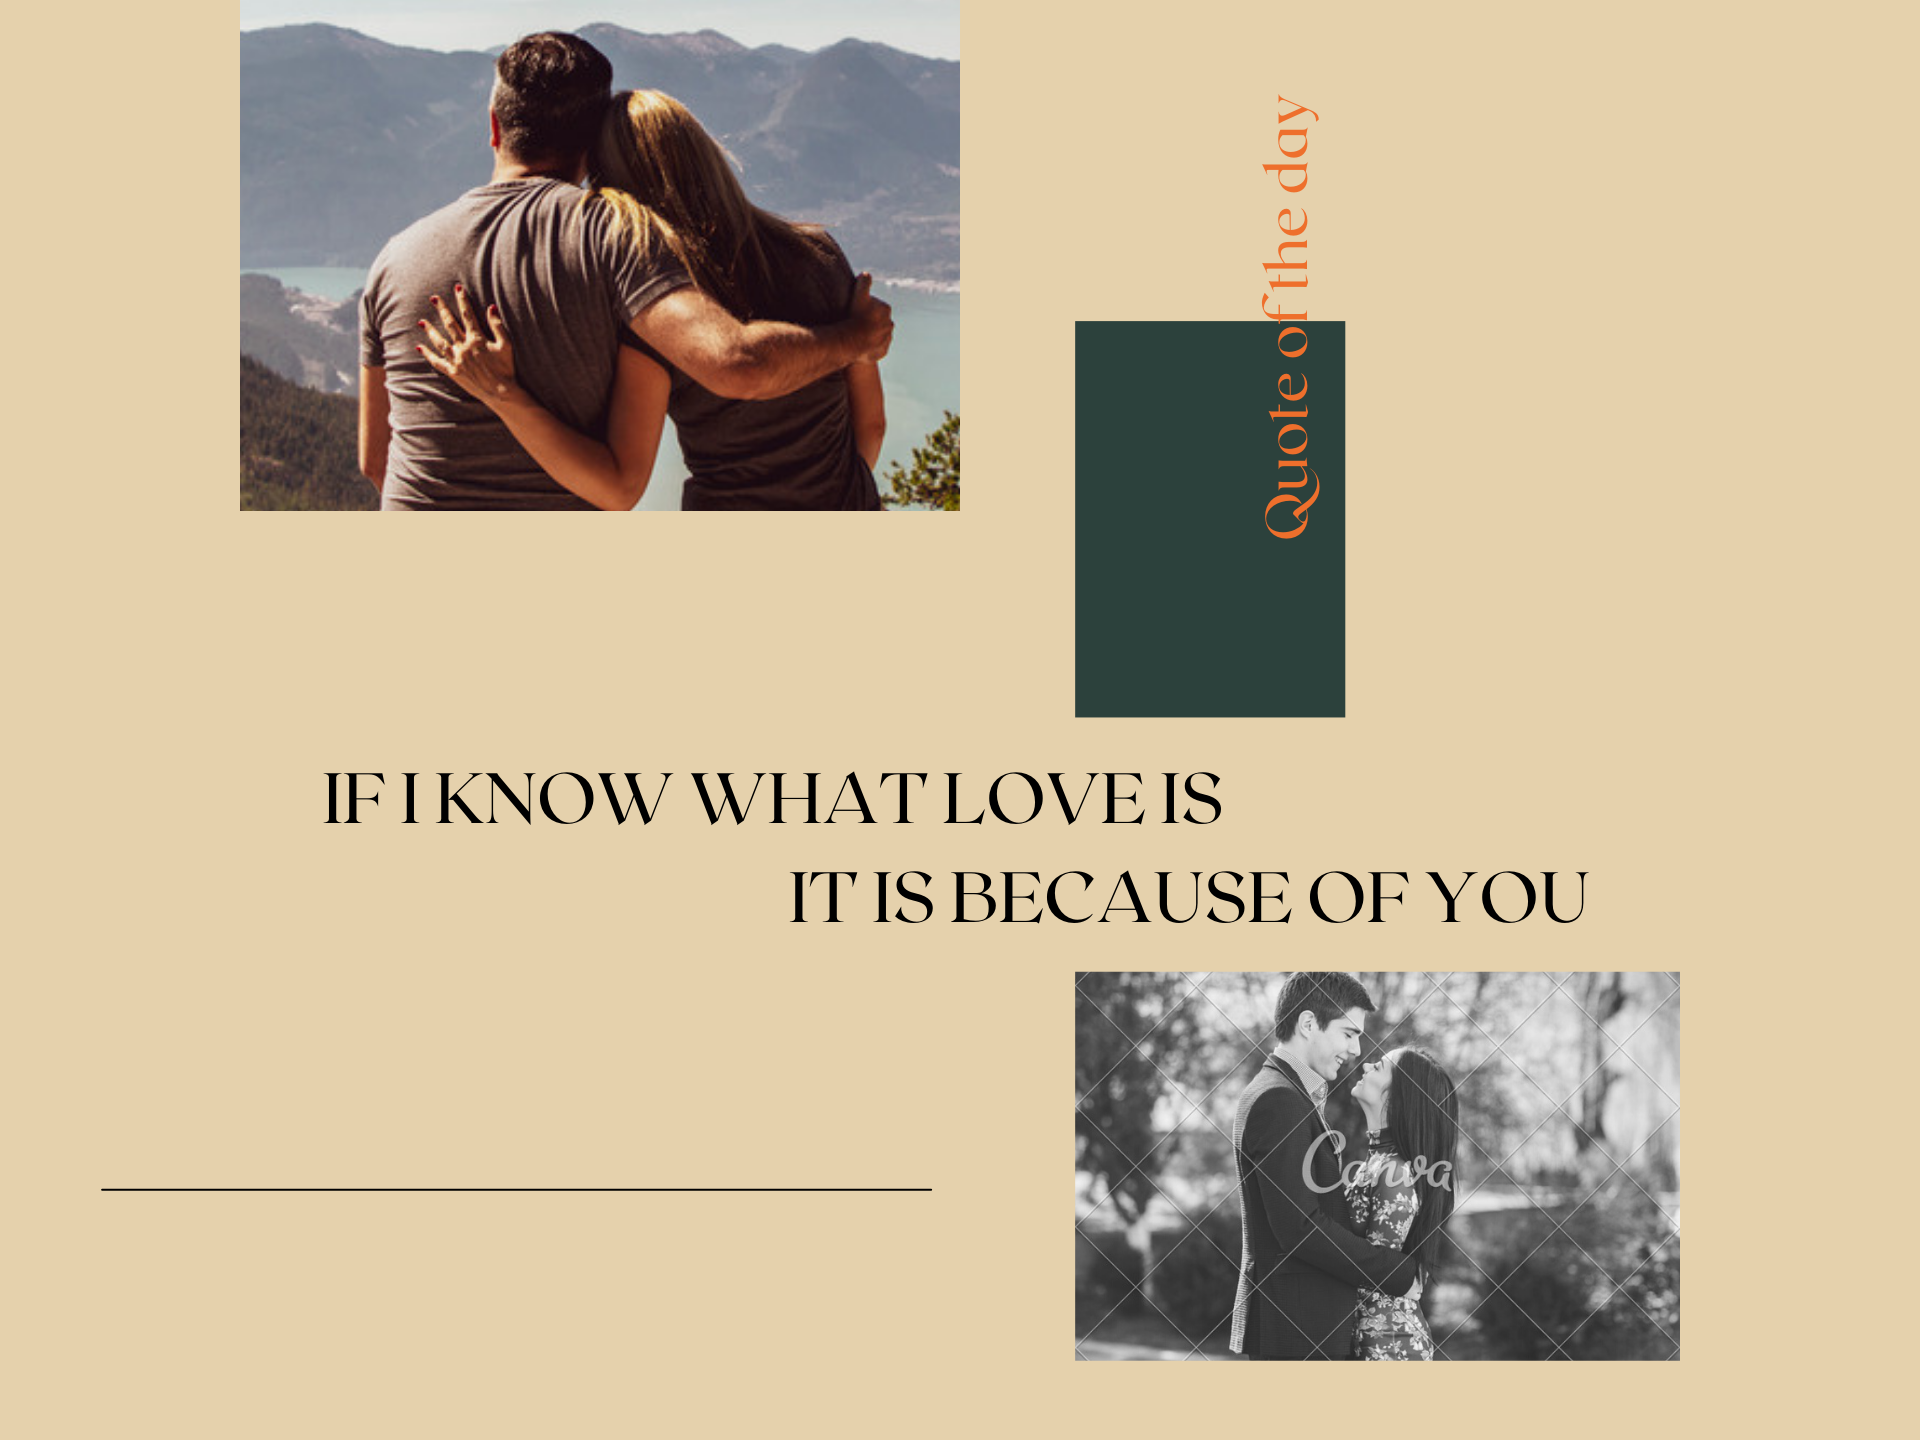 Quote of the day
IF I KNOW WHAT LOVE IS
IT IS BECAUSE OF YOU
Canva